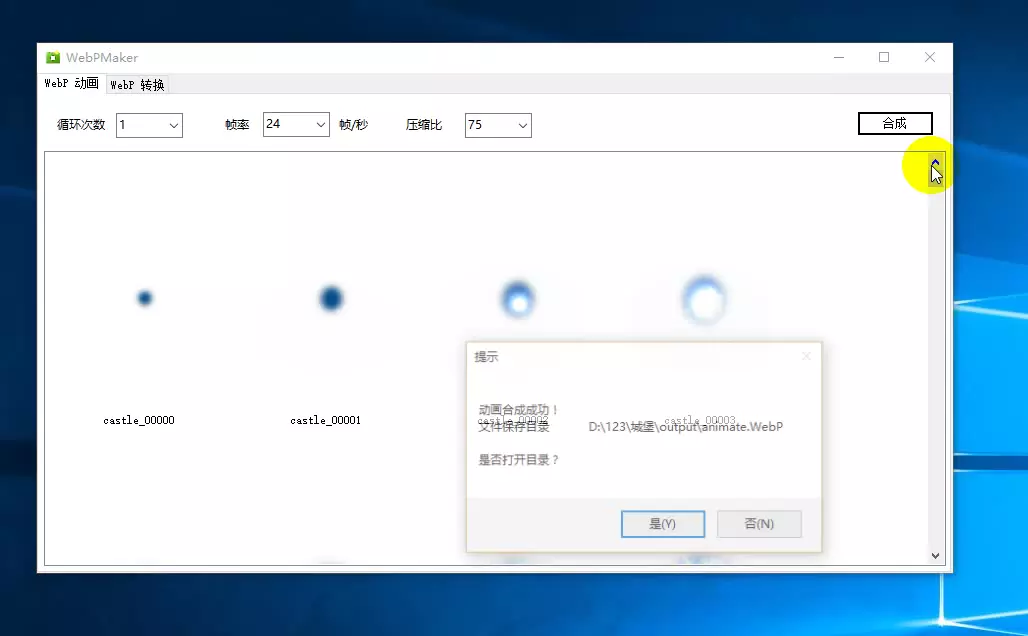 WebPMaker
WebP 动画 WebP 转换
循环次数 1 帧率 24 帧/秒 压缩比 75 合成
castle_00000 castle_00001 castle_00002 castle_00003
提示
动画合成成功！
文件保存目录 D:\123\城堡\output\animate.WebP
是否打开目录？
是(Y) 否(N)